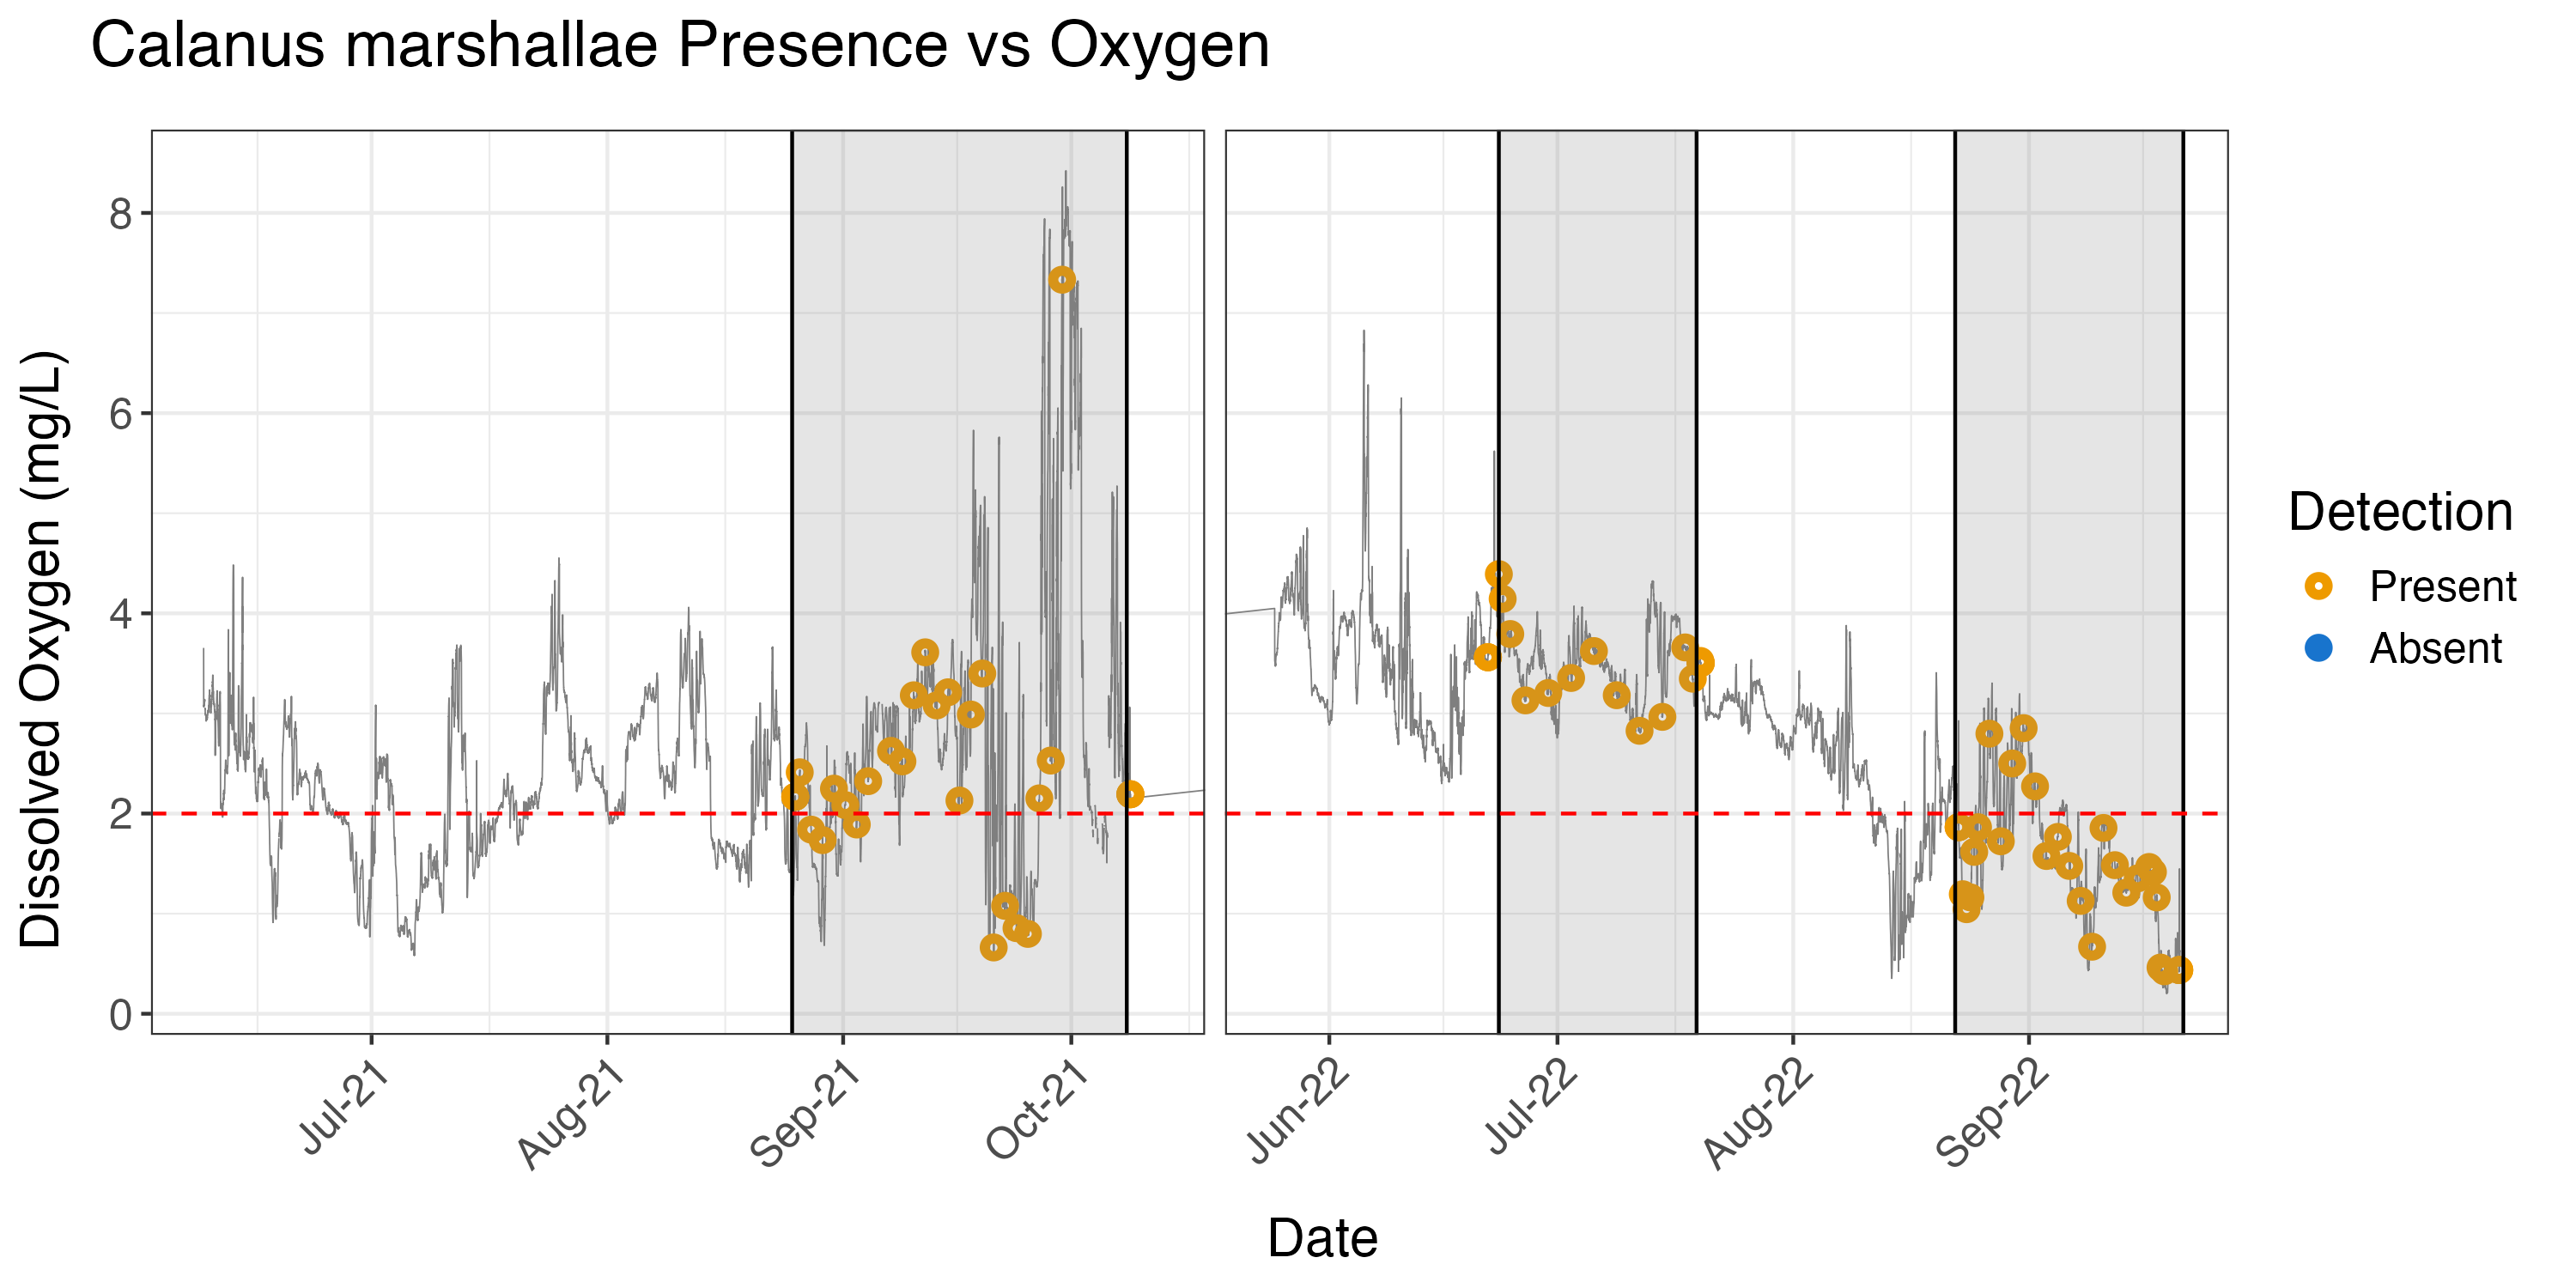 Calanus marshallae Presence vs Oxygen
Dissolved Oxygen (mg/L)
8
6
4
2
0
Jul-21
Aug-21
Sep-21
Oct-21
Jun-22
Jul-22
Aug-22
Sep-22
Date
Detection
Present
Absent